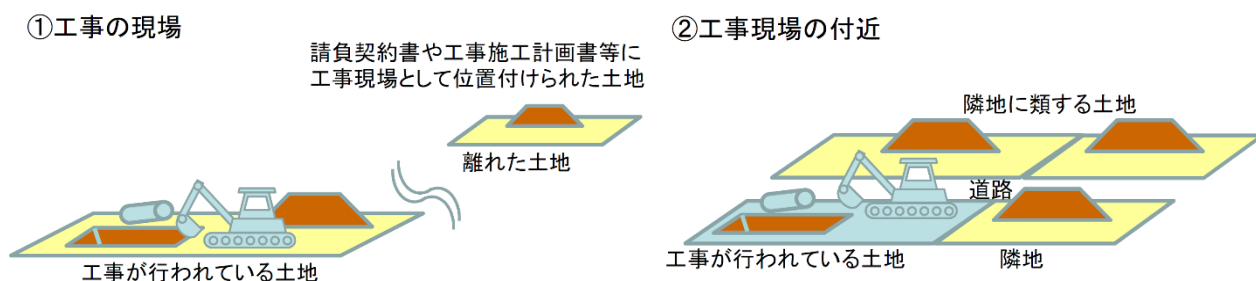 ①工事の現場
請負契約書や工事施工計画書等に
工事現場として位置付けられた土地
離れた土地
工事が行われている土地
②工事現場の付近
隣地に類する土地
道路
工事が行われている土地
隣地